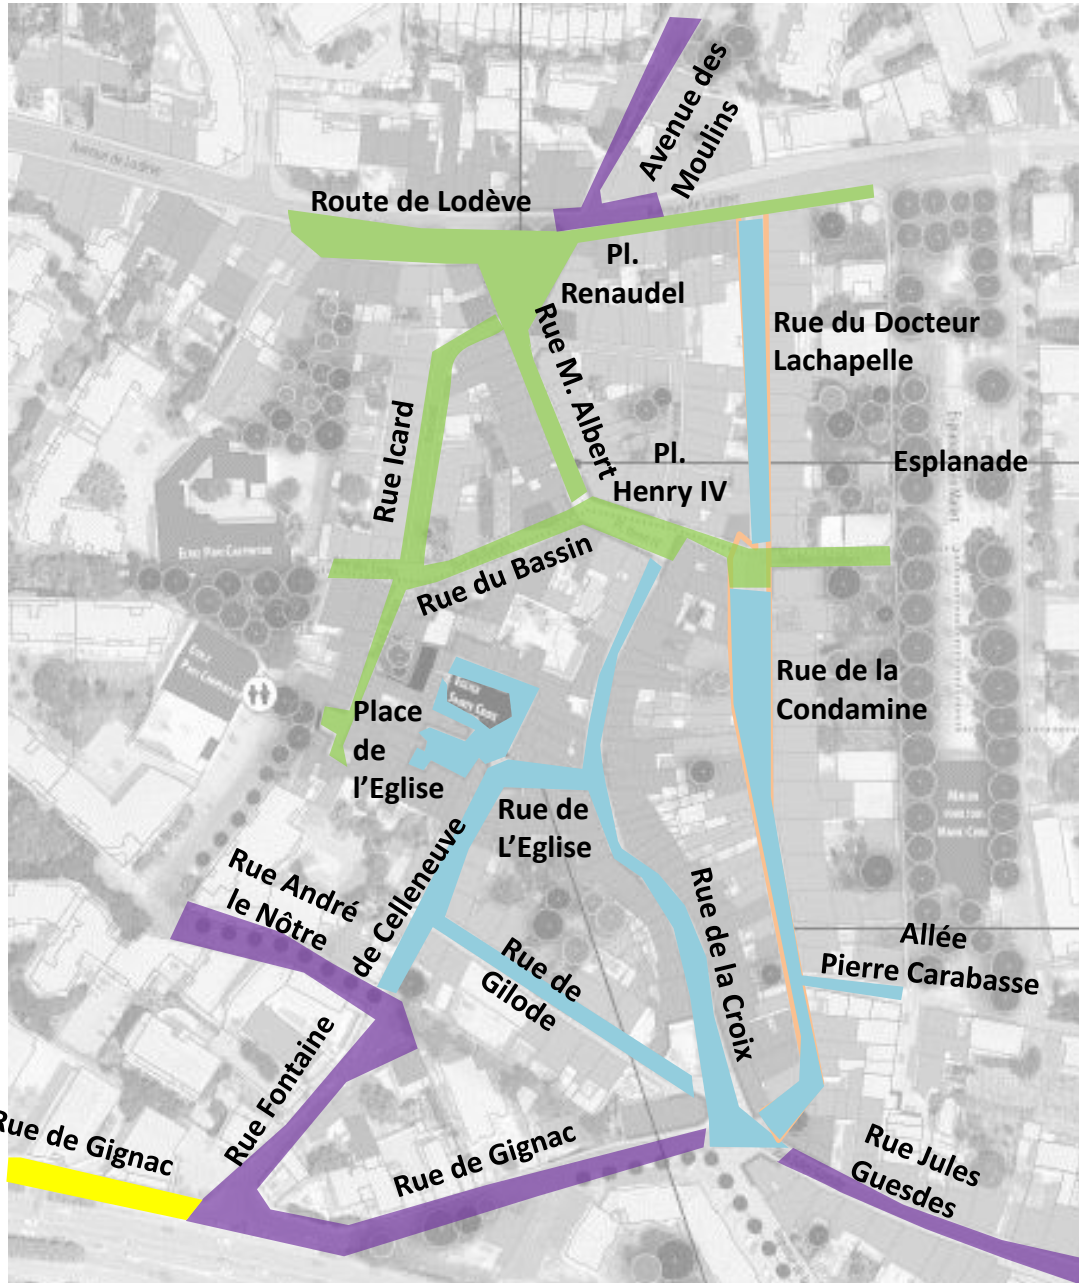 Avenue des
Moulins
Avenue de Lodève
Route de Lodève
Pl.
Renaudel
Rue M. Albert
Rue du Docteur
Lachapelle
Rue Icard
Pl.
Henry IV
Esplanade
Rue du Bassin
Rue de la
Condamine
Place
de
l'Eglise
Rue de
L'Eglise
Rue André
le Nôtre
de Celleneuve
Rue de
Gilode
Rue de la Croix
Allée
Pierre Carabasse
Rue Fontaine
Rue de Gignac
Rue de Gignac
Rue Jules
Guesdes